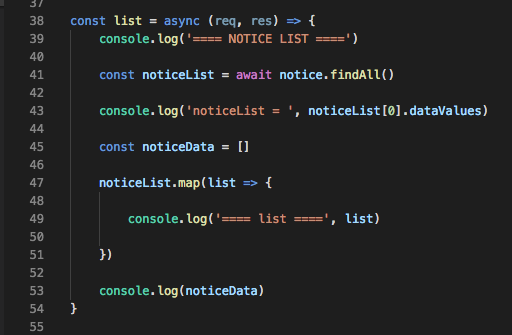 37
38 const list = async (req, res) => {
39 console.log('==== NOTICE LIST ====')
40
41 const noticeList = await notice.findAll()
42
43 console.log('noticeList = ', noticeList[0].dataValues)
44
45 const noticeData = []
46
47 noticeList.map(list => {
48
49 console.log('==== list ====', list)
50
51 })
52
53 console.log(noticeData)
54 }
55